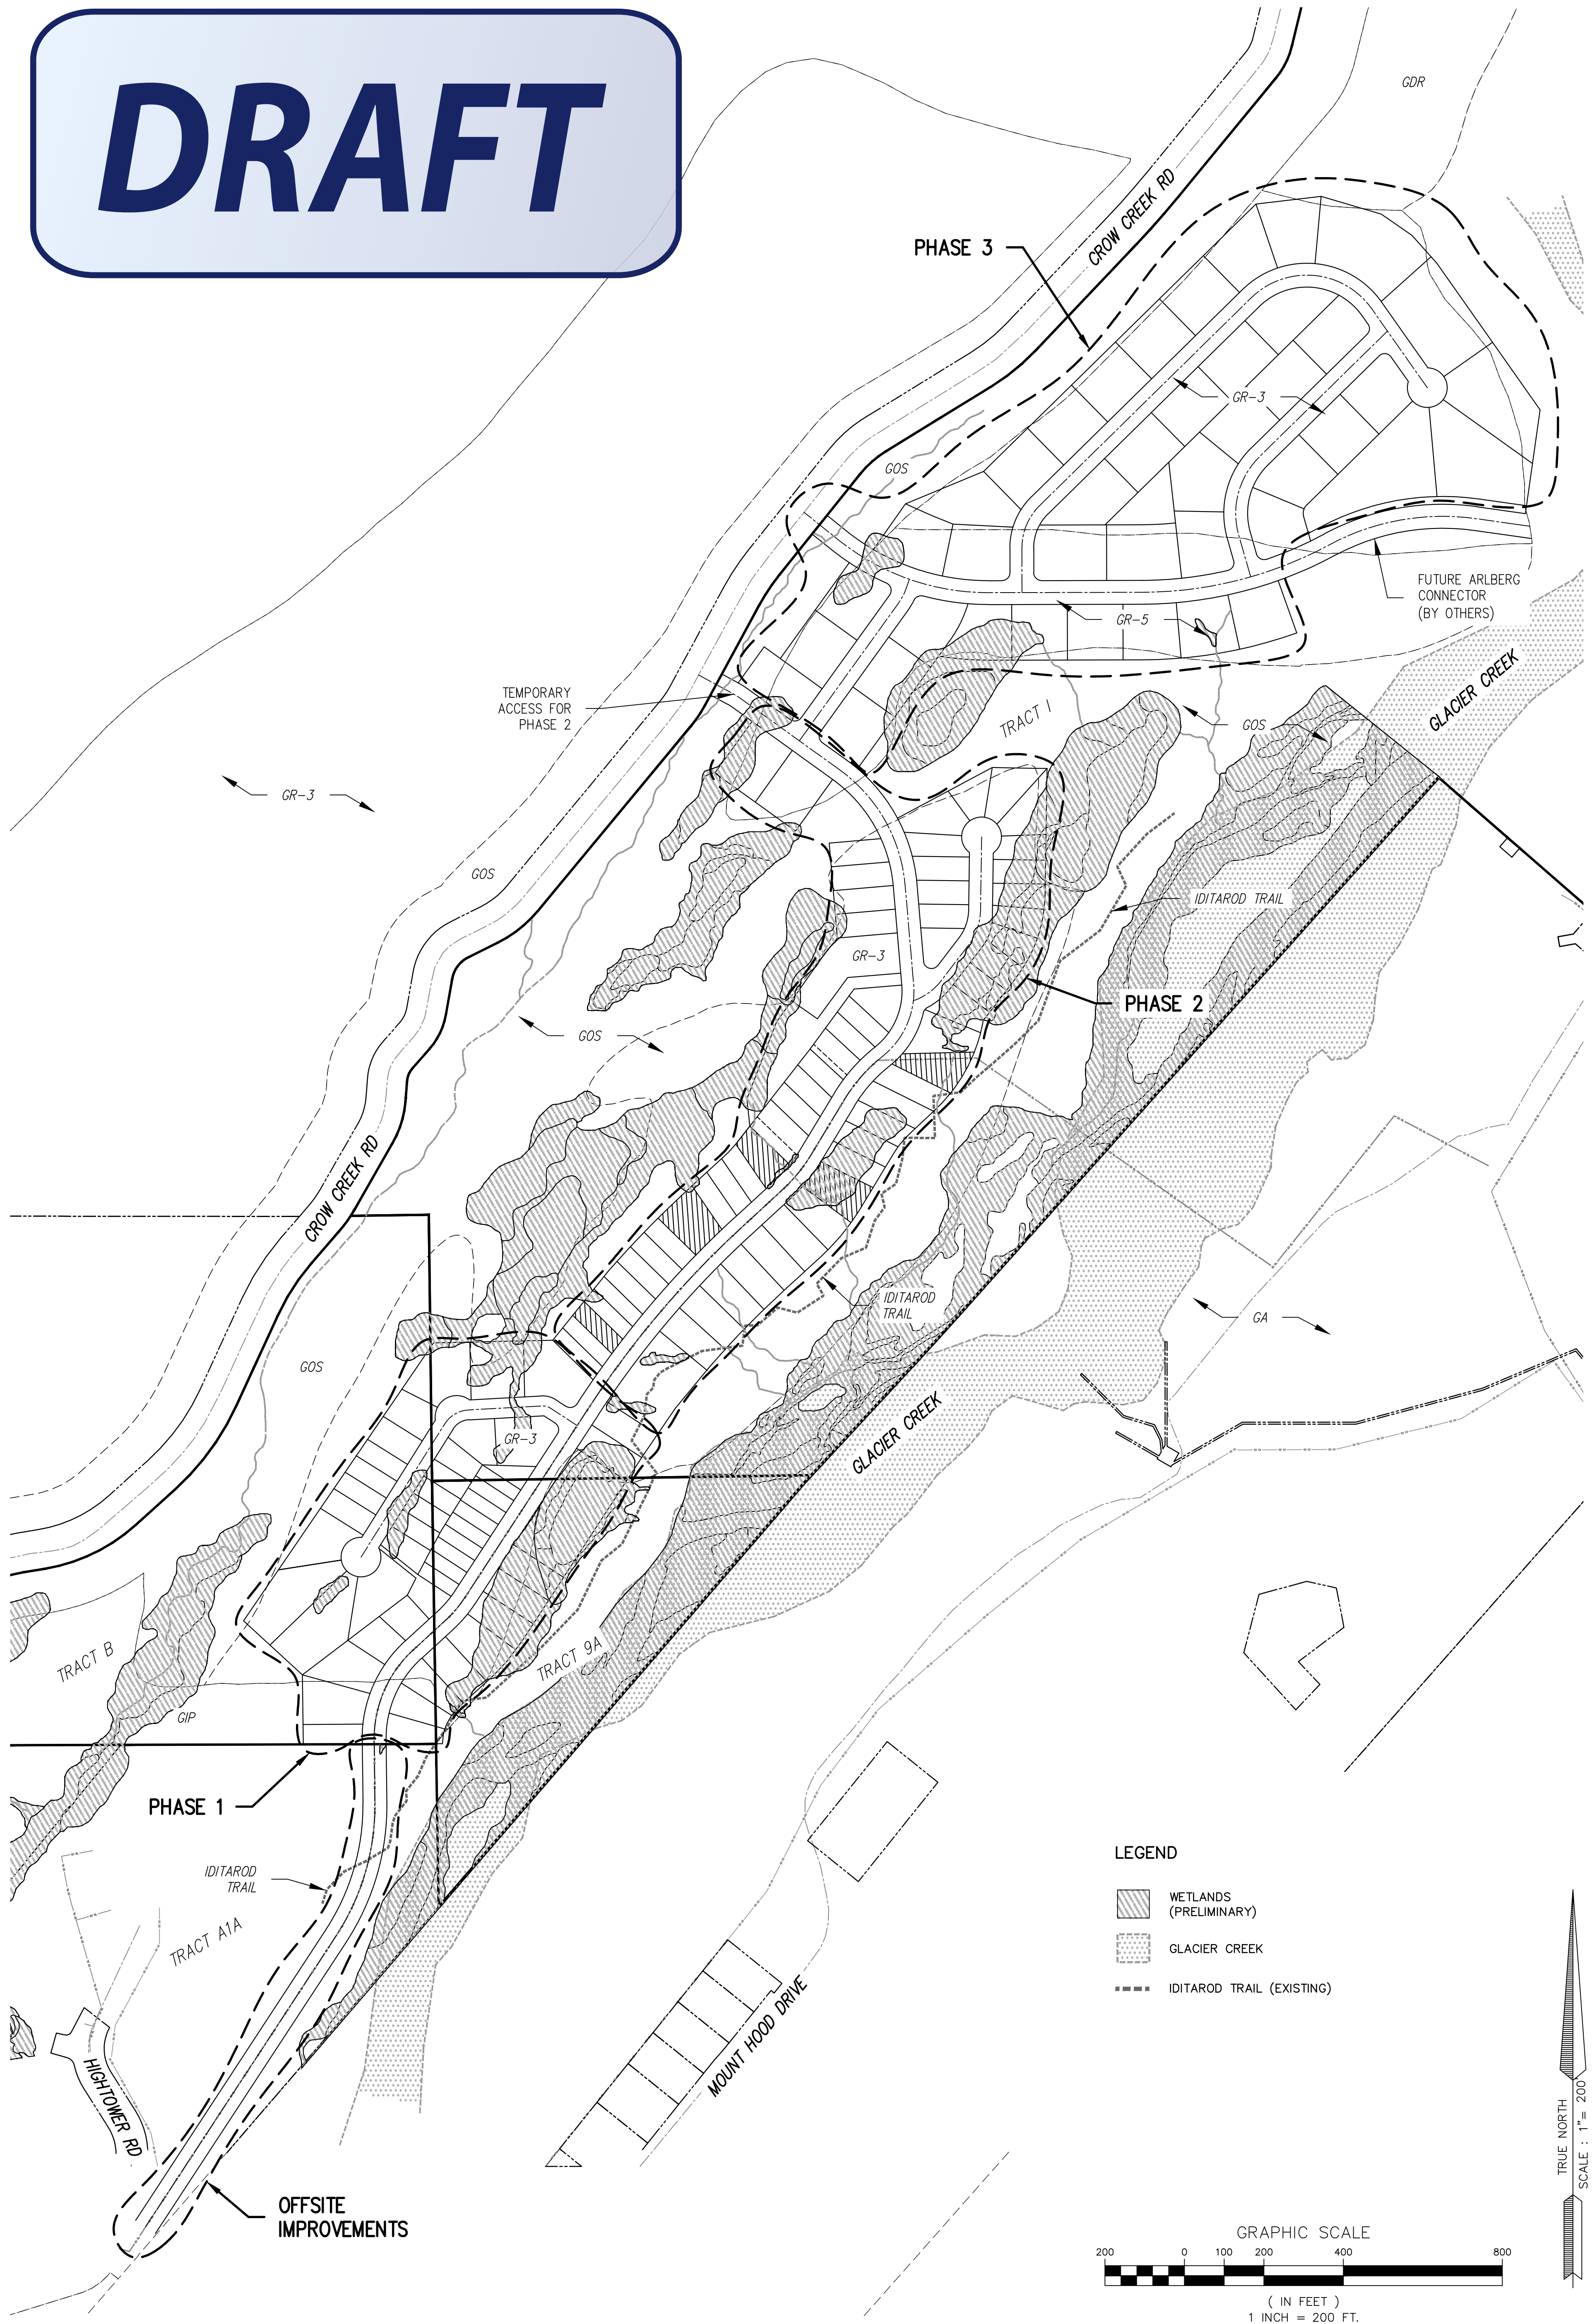 DRAFT
GDR
CROW CREEK RD
PHASE 3
GR-3
GOS
FUTURE ARLBERG
CONNECTOR
(BY OTHERS)
GR-5
GLACIER CREEK
TEMPORARY
ACCESS FOR
PHASE 2
TRACT I
GOS
GR-3
GOS
IDITAROD TRAIL
GR-3
PHASE 2
GOS
CROW CREEK RD
IDITAROD
TRAIL
GA
GOS
GLACIER CREEK
GR-3
TRACT B
TRACT 9A
GIP
PHASE 1
IDITAROD
TRAIL
TRACT A1A
HIGHTOWER RD
MOUNT HOOD DRIVE
OFFSITE
IMPROVEMENTS
LEGEND
WETLANDS
(PRELIMINARY)
GLACIER CREEK
IDITAROD TRAIL (EXISTING)
TRUE NORTH
SCALE : 1"= 200'
GRAPHIC SCALE
200 0 100 200 400 800
( IN FEET )
1 INCH = 200 FT.